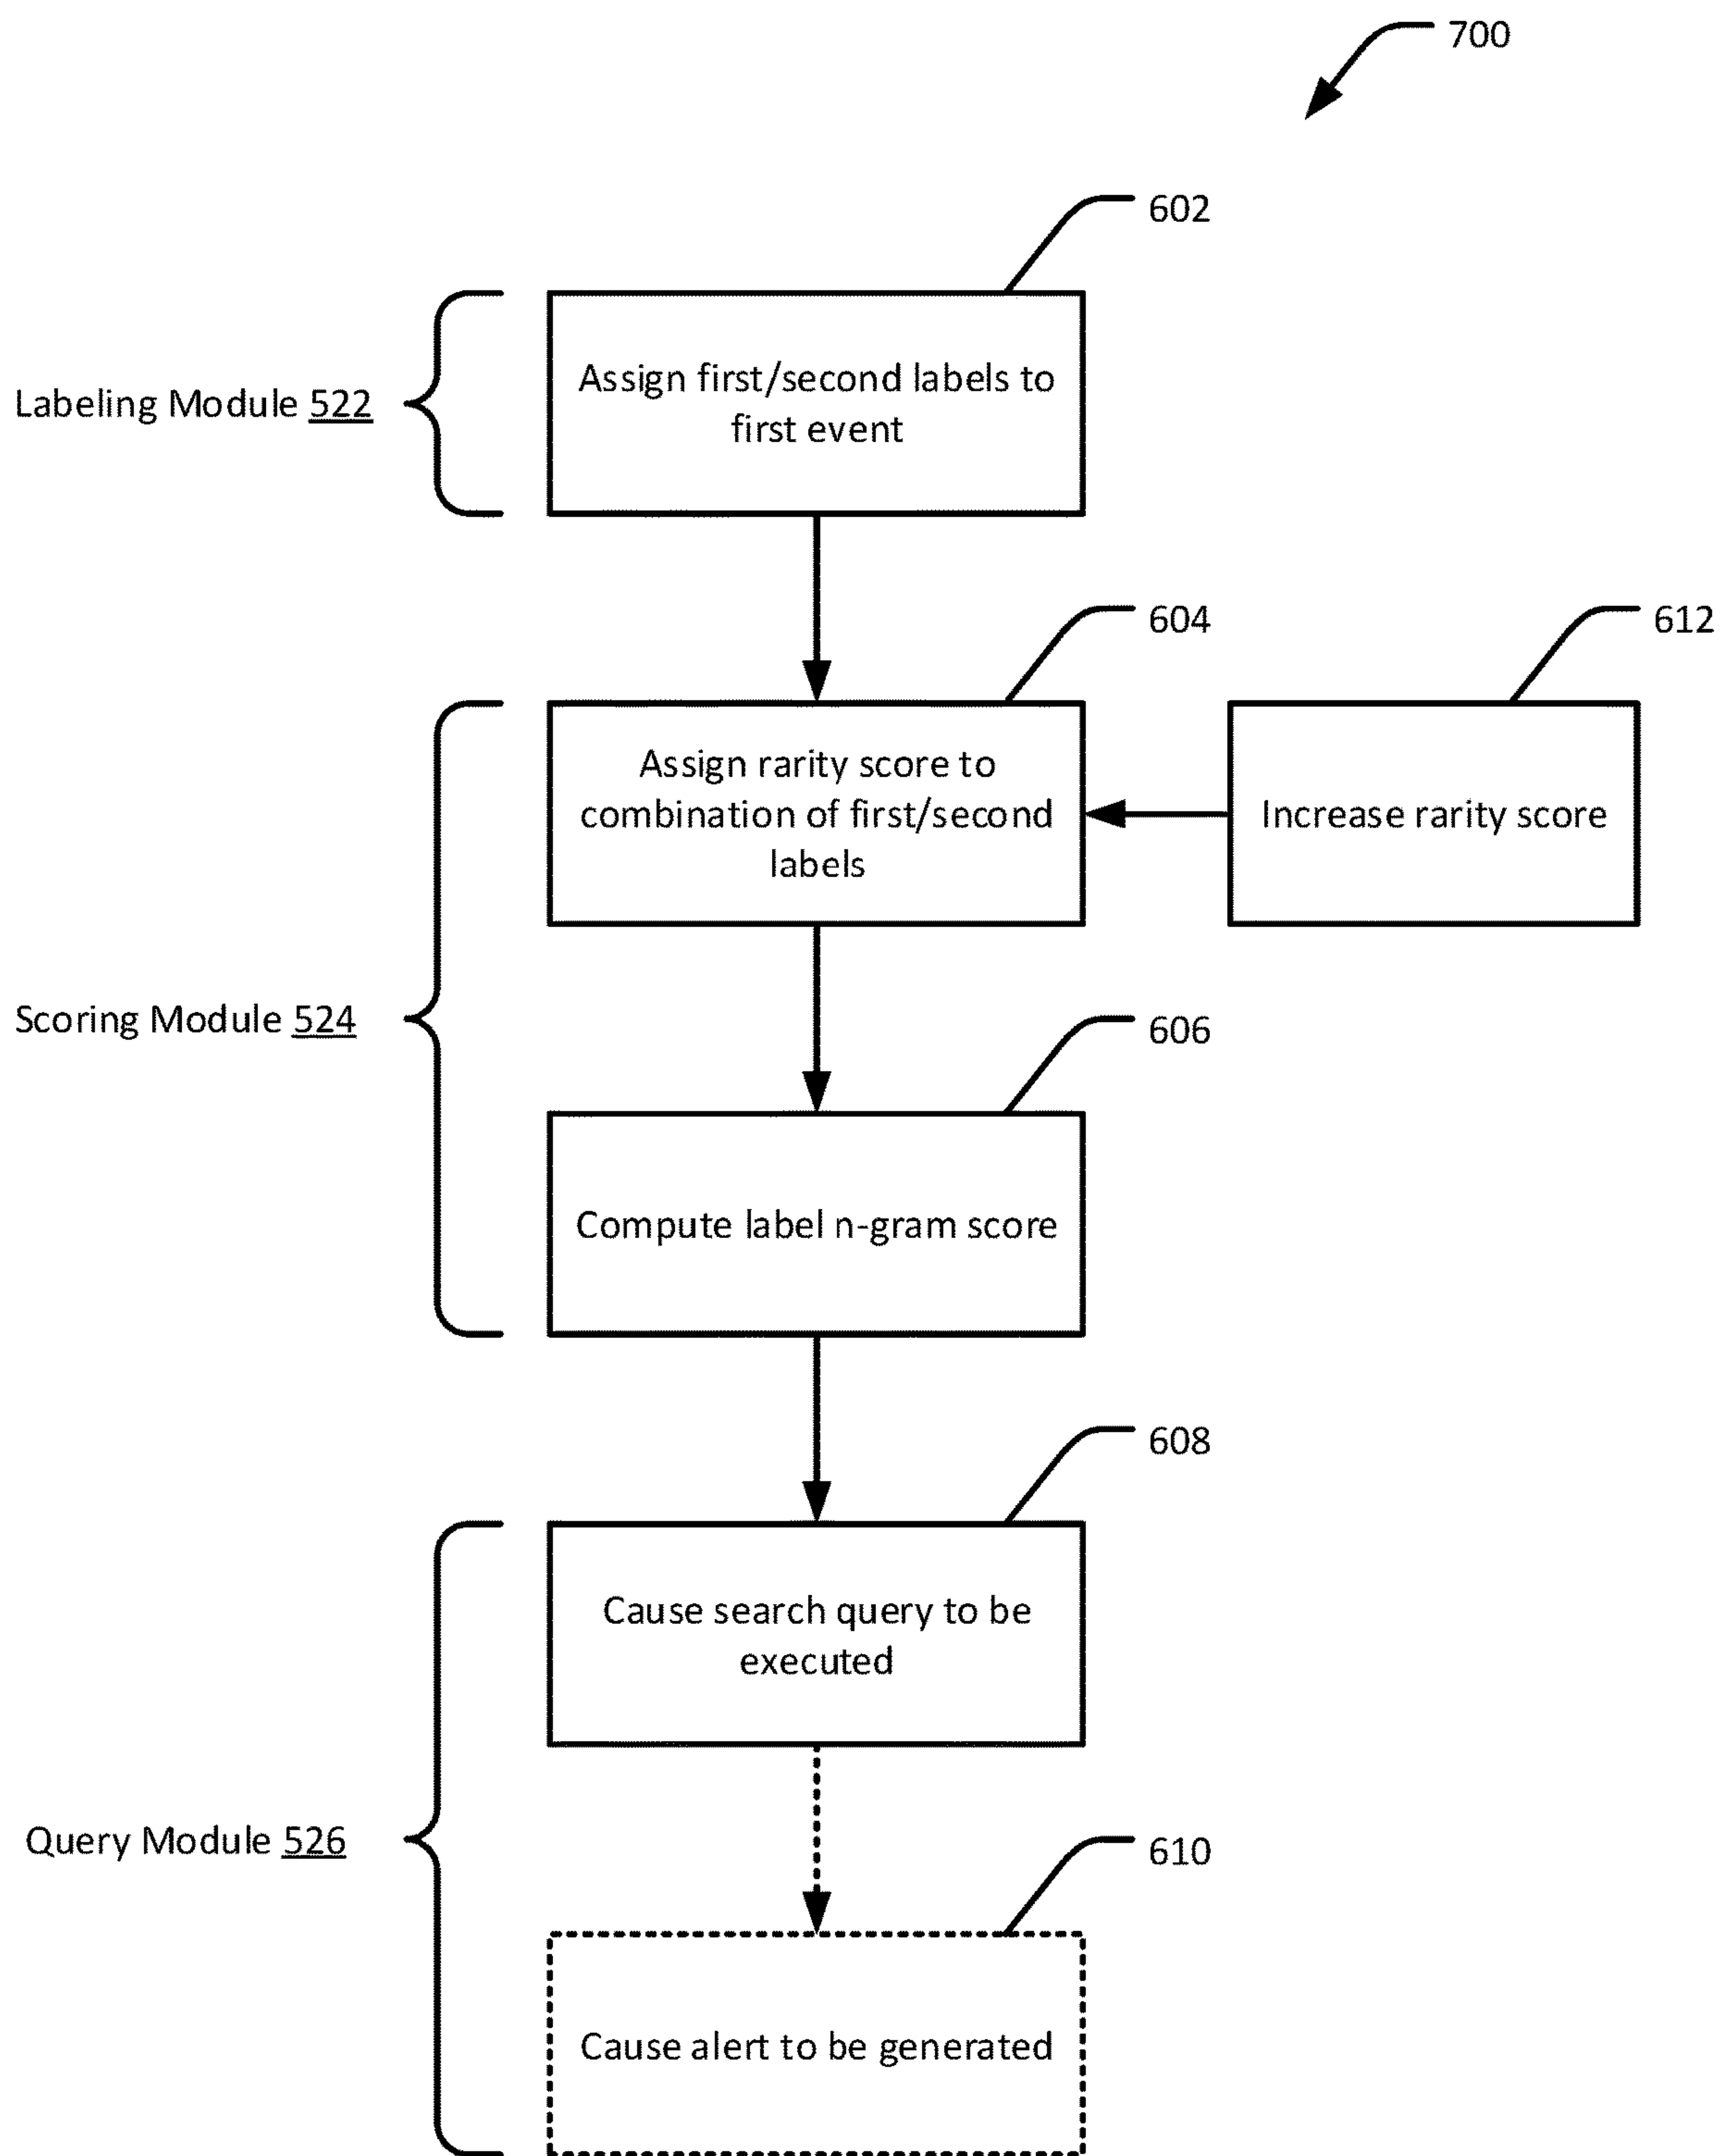 700
602
Labeling Module 522
Assign first/second labels to
first event
604
612
Assign rarity score to
combination of first/second
labels
Increase rarity score
Scoring Module 524
606
Compute label n-gram score
608
Cause search query to be
executed
Query Module 526
610
Cause alert to be generated